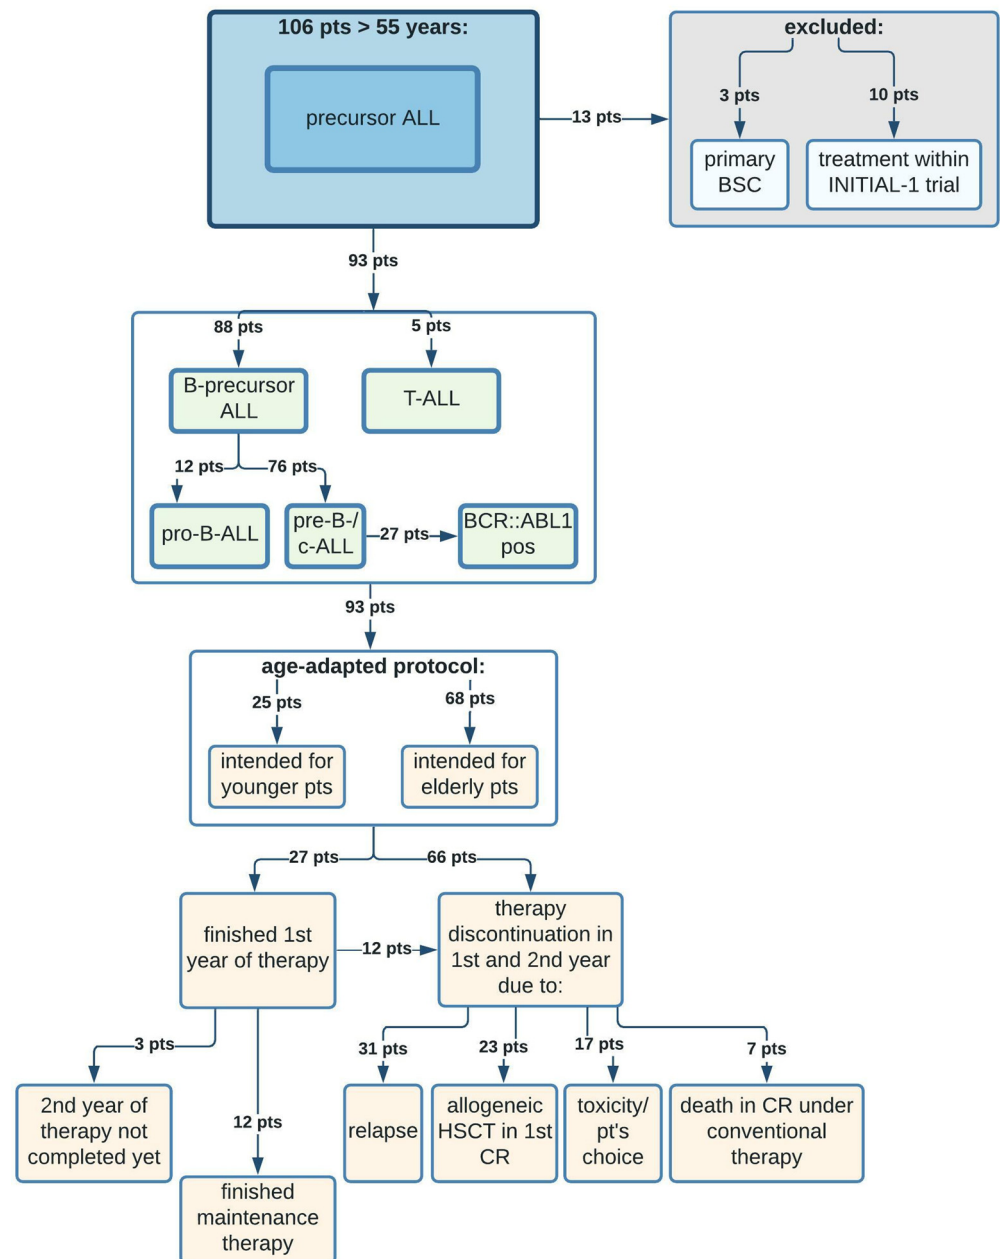 106 pts > 55 years:
precursor ALL
13 pts
excluded:
3 pts
10 pts
primary
BSC
treatment within
INITIAL-1 trial
93 pts
88 pts
5 pts
B-precursor
ALL
T-ALL
12 pts
76 pts
pro-B-ALL
pre-B-/
c-ALL
27 pts
BCR::ABL1
pos
93 pts
age-adapted protocol:
25 pts
68 pts
intended for
younger pts
intended for
elderly pts
27 pts
66 pts
finished 1st
year of therapy
12 pts
therapy
discontinuation in
1st and 2nd year
due to:
3 pts
12 pts
31 pts
23 pts
17 pts
7 pts
2nd year of
therapy not
completed yet
finished
maintenance
therapy
relapse
allogeneic
HSCT in 1st
CR
toxicity/
pt's
choice
death in CR under
conventional
therapy